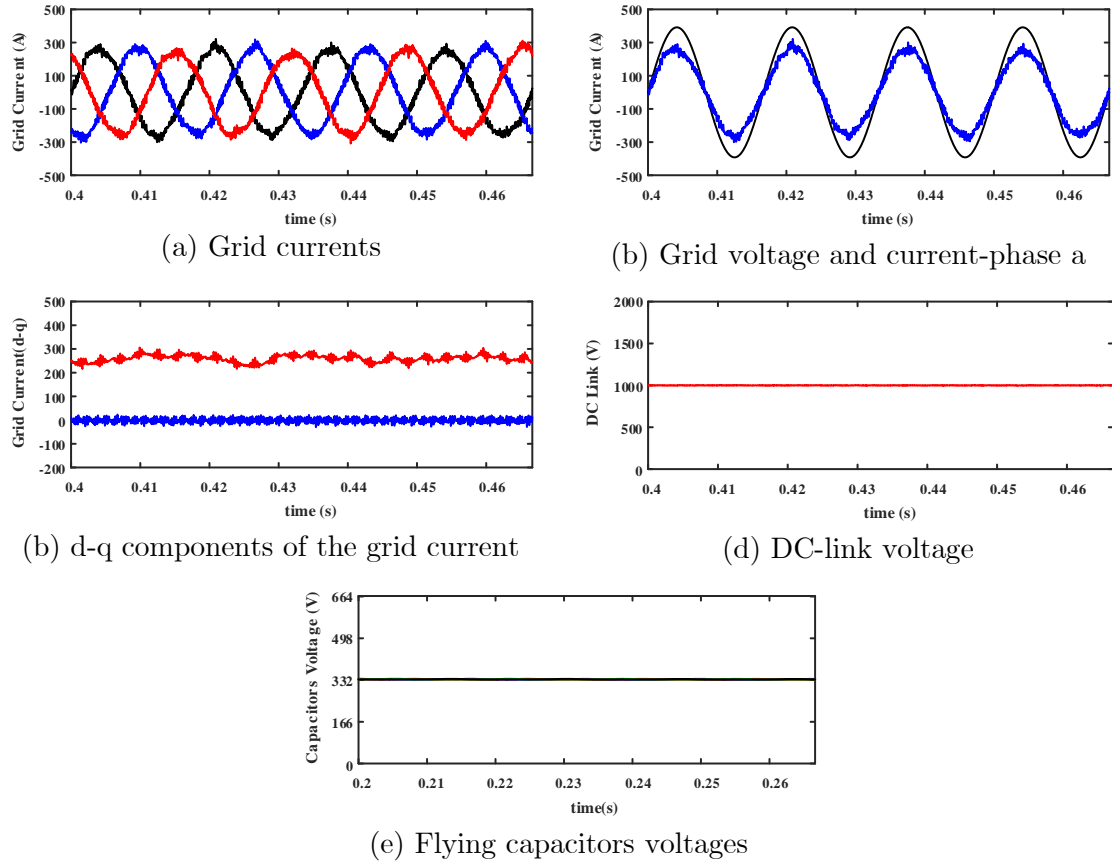 Grid Current (A)
500
300
100
-100
-300
-500
0.4 0.41 0.42 0.43 0.44 0.45 0.46
time (s)
(a) Grid currents
Grid Current (A)
500
300
100
-100
-300
-500
0.4 0.41 0.42 0.43 0.44 0.45 0.46
time (s)
(b) Grid voltage and current-phase a
Grid Current(d-q)
500
400
300
200
100
0
-100
-200
0.4 0.41 0.42 0.43 0.44 0.45 0.46
time (s)
(b) d-q components of the grid current
DC Link (V)
2000
1500
1000
500
0
0.4 0.41 0.42 0.43 0.44 0.45 0.46
time (s)
(d) DC-link voltage
Capacitors Voltage (V)
664
498
332
166
0
0.2 0.21 0.22 0.23 0.24 0.25 0.26
time(s)
(e) Flying capacitors voltages